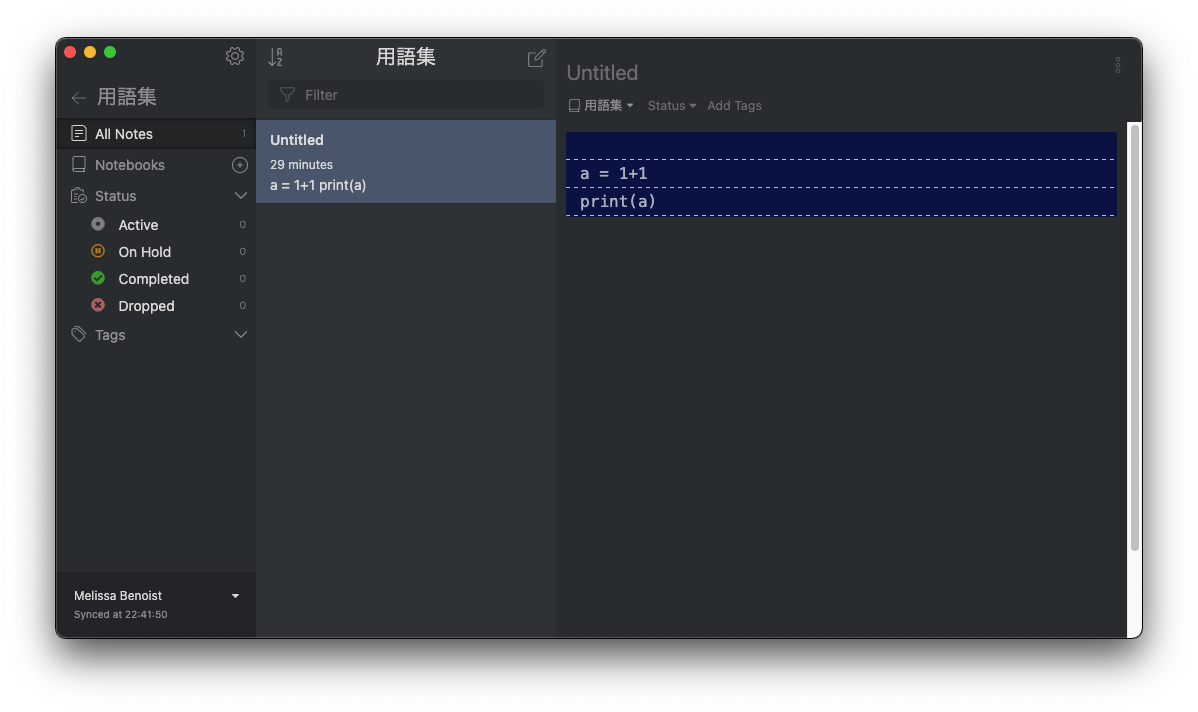 用語集
All Notes 1
Notebooks
Status
Active 0
On Hold 0
Completed 0
Dropped 0
Tags
Melissa Benoist
Synced at 22:41:50
用語集
Filter
Untitled
29 minutes
a = 1+1 print(a)
Untitled
用語集 Status Add Tags
a = 1+1
print(a)